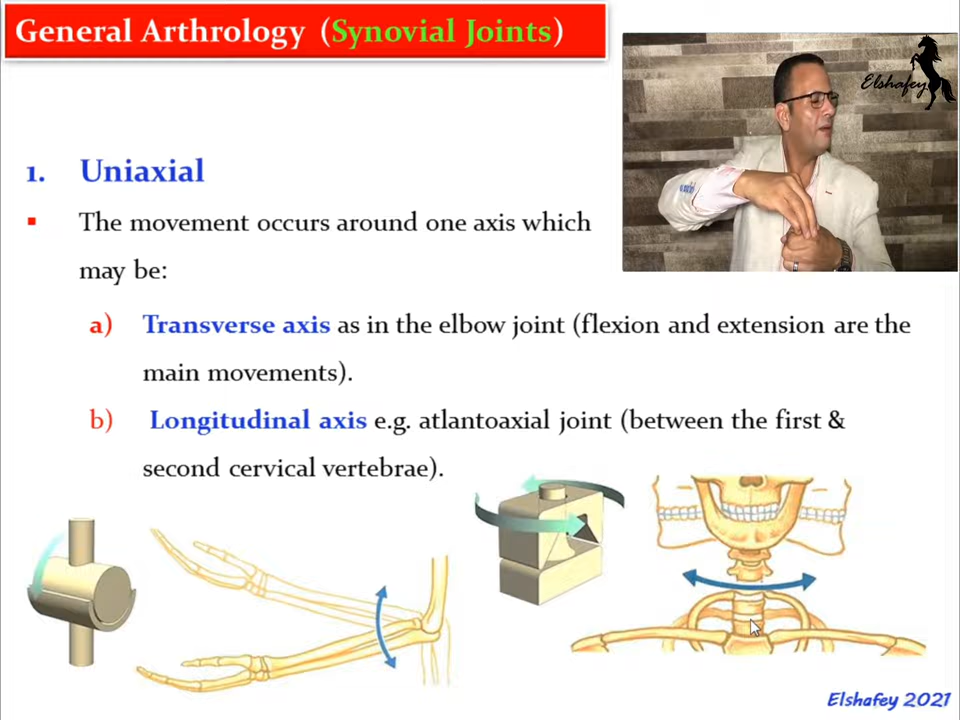 General Arthrology (Synovial Joints)
Elshafey
1. Uniaxial
▪ The movement occurs around one axis which
may be:
a) Transverse axis as in the elbow joint (flexion and extension are the
main movements).
b) Longitudinal axis e.g. atlantoaxial joint (between the first &
second cervical vertebrae).
Elshafey 2021